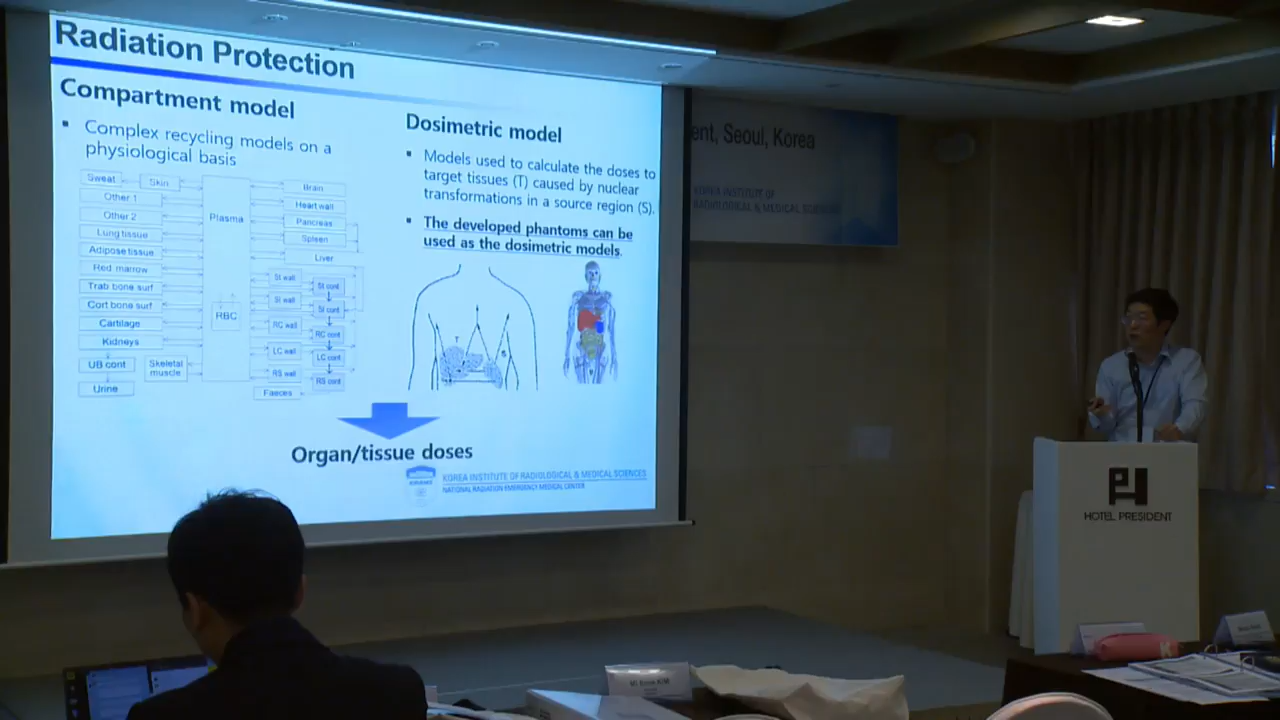 Radiation Protection
Compartment model
Complex recycling models on a
physiological basis
Sweat
Skin
Other 1
Other 2
Lung tissue
Adipose tissue
Red marrow
Trab bone surf
Cort bone surf
Cartilage
Kidneys
UB cont
Urine
Skeletal
muscle
Plasma
RBC
Brain
Heart wall
Pancreas
Spleen
Liver
St wall
St cont
SI wall
SI cont
RC wall
RC cont
LC wall
LC cont
RS wall
RS cont
Faeces
Dosimetric model
Models used to calculate the doses to
target tissues (T) caused by nuclear
transformations in a source region (S).
The developed phantoms can be
used as the dosimetric models.
T
S
Organ/tissue doses
KOREA INSTITUTE OF RADIOLOGICAL & MEDICAL SCIENCES
NATIONAL RADIATION EMERGENCY MEDICAL CENTER
ent, Seoul, Korea
KOREA INSTITUTE OF
RADIOLOGICAL & MEDICAL SCIENCES
HOTEL PRESIDENT